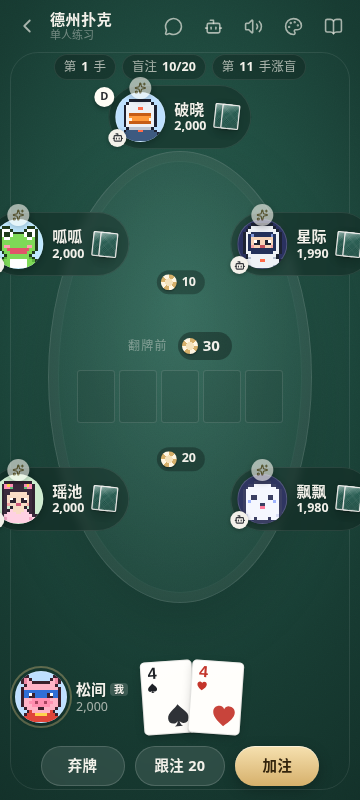 德州扑克
单人练习
第 1 手
盲注 10/20
第 11 手涨盲
D
破晓
2,000
呱呱
2,000
星际
1,990
10
翻牌前
30
20
瑶池
2,000
飘飘
1,980
松间 我
2,000
4
4
弃牌
跟注 20
加注